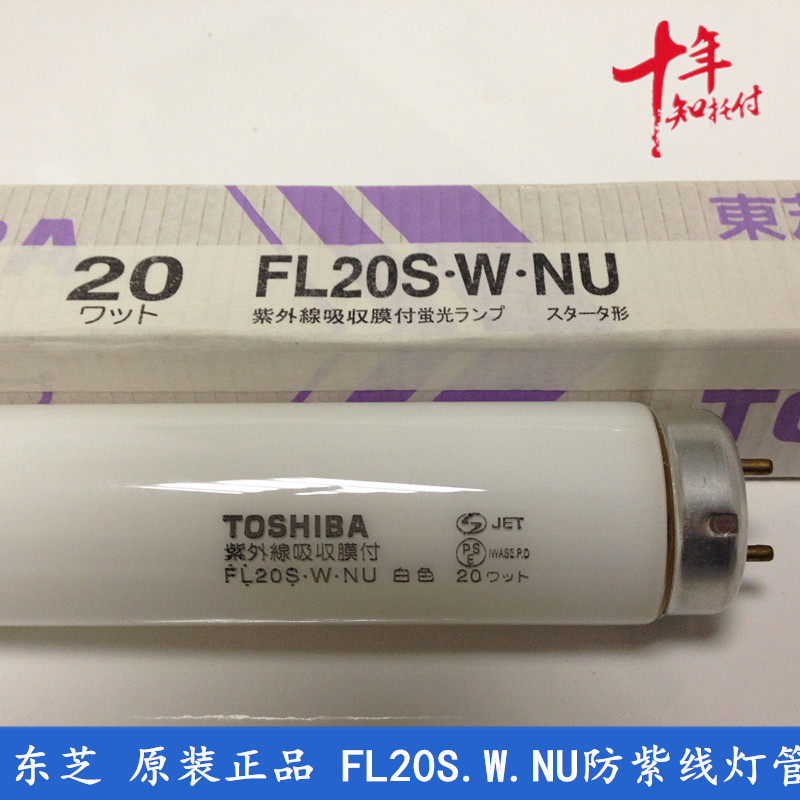 十年
知托付
東芝
20
ワット
FL20S·W·NU
紫外線吸収膜付蛍光ランプ スタータ形
TOSHIBA
紫外線吸収膜付
FL20S·W·NU 白色
S JET
PSE IWASE.P.D
20ワット
东芝 原装正品 FL20S.W.NU防紫线灯管